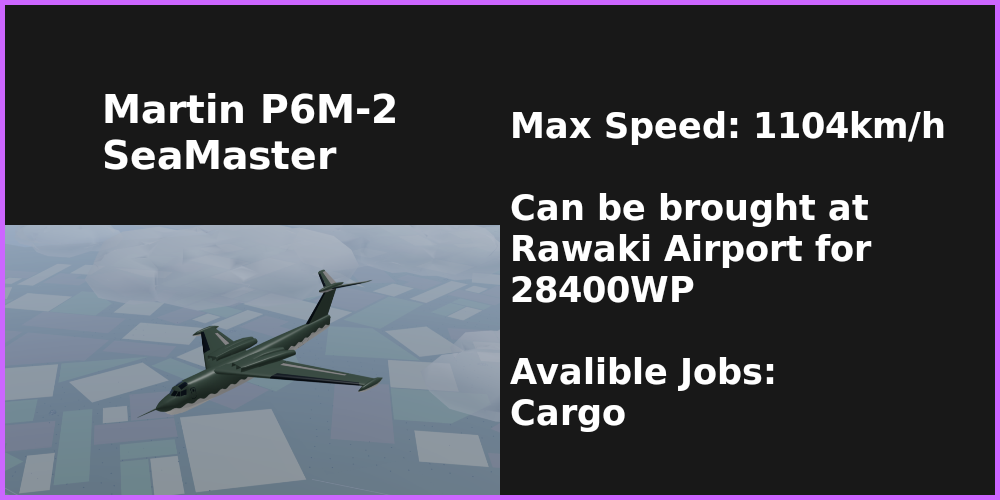 Martin P6M-2
SeaMaster
Max Speed: 1104km/h
Can be brought at
Rawaki Airport for
28400WP
Avalible Jobs:
Cargo